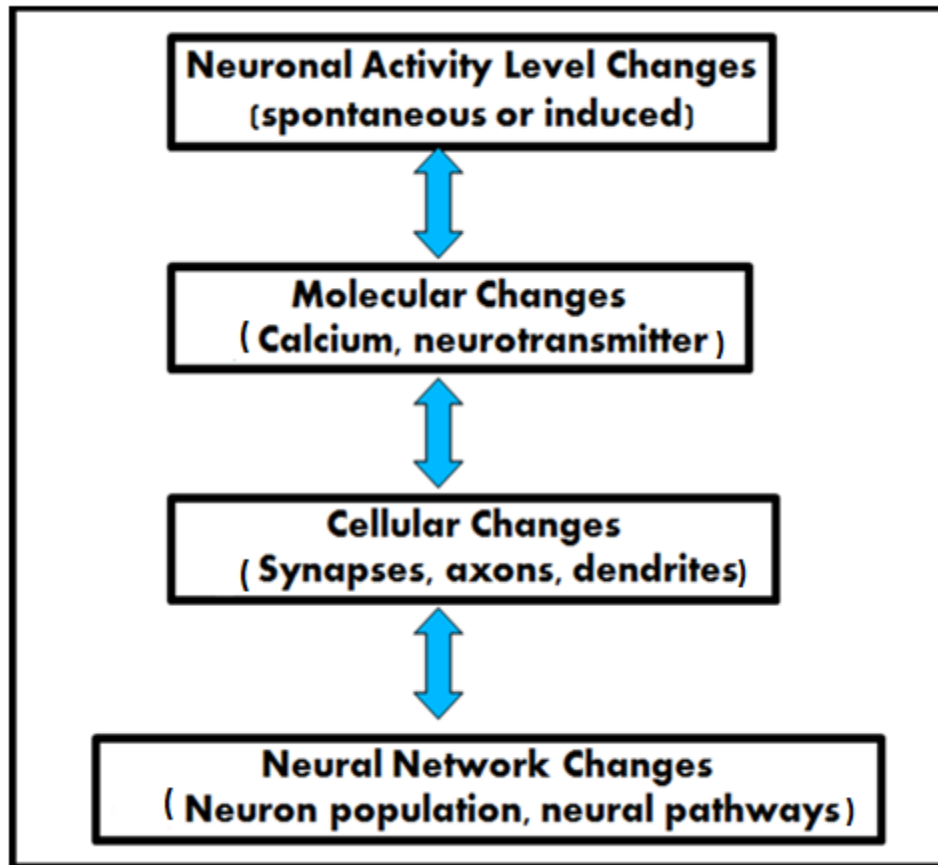 Neuronal Activity Level Changes
(spontaneous or induced)
Molecular Changes
( Calcium, neurotransmitter )
Cellular Changes
( Synapses, axons, dendrites)
Neural Network Changes
( Neuron population, neural pathways )